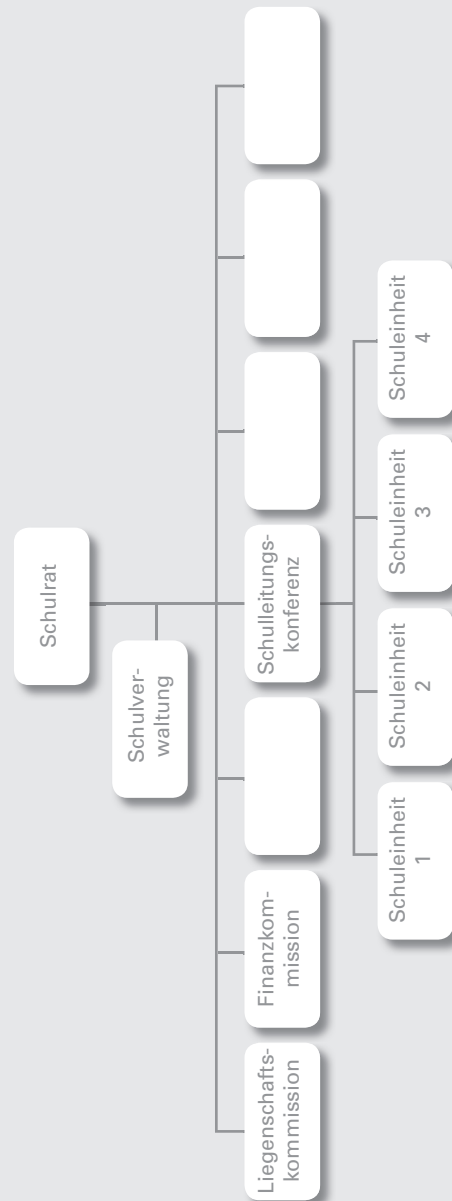 Schulrat
Schulver-
waltung
Liegenschafts-
kommission
Finanzkom-
mission
Schulleitungs-
konferenz
Schuleinheit
1
Schuleinheit
2
Schuleinheit
3
Schuleinheit
4